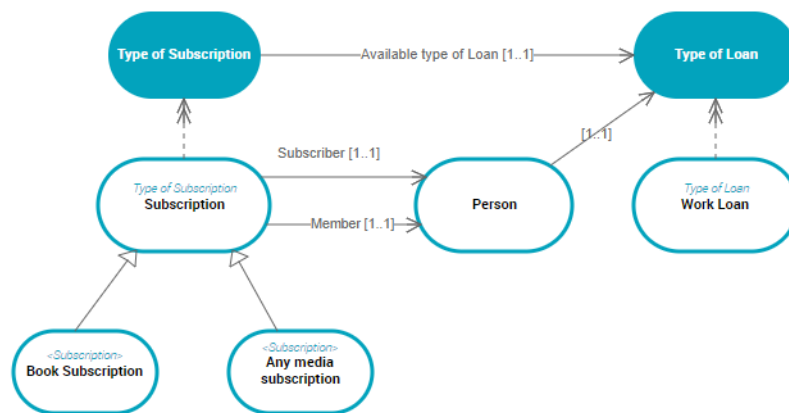 Type of Subscription
Available type of Loan [1..1]
Type of Loan
Subscriber [1..1]
[1..1]
Type of Subscription
Subscription
Person
Type of Loan
Work Loan
Member [1..1]
<Subscription>
Book Subscription
<Subscription>
Any media
subscription